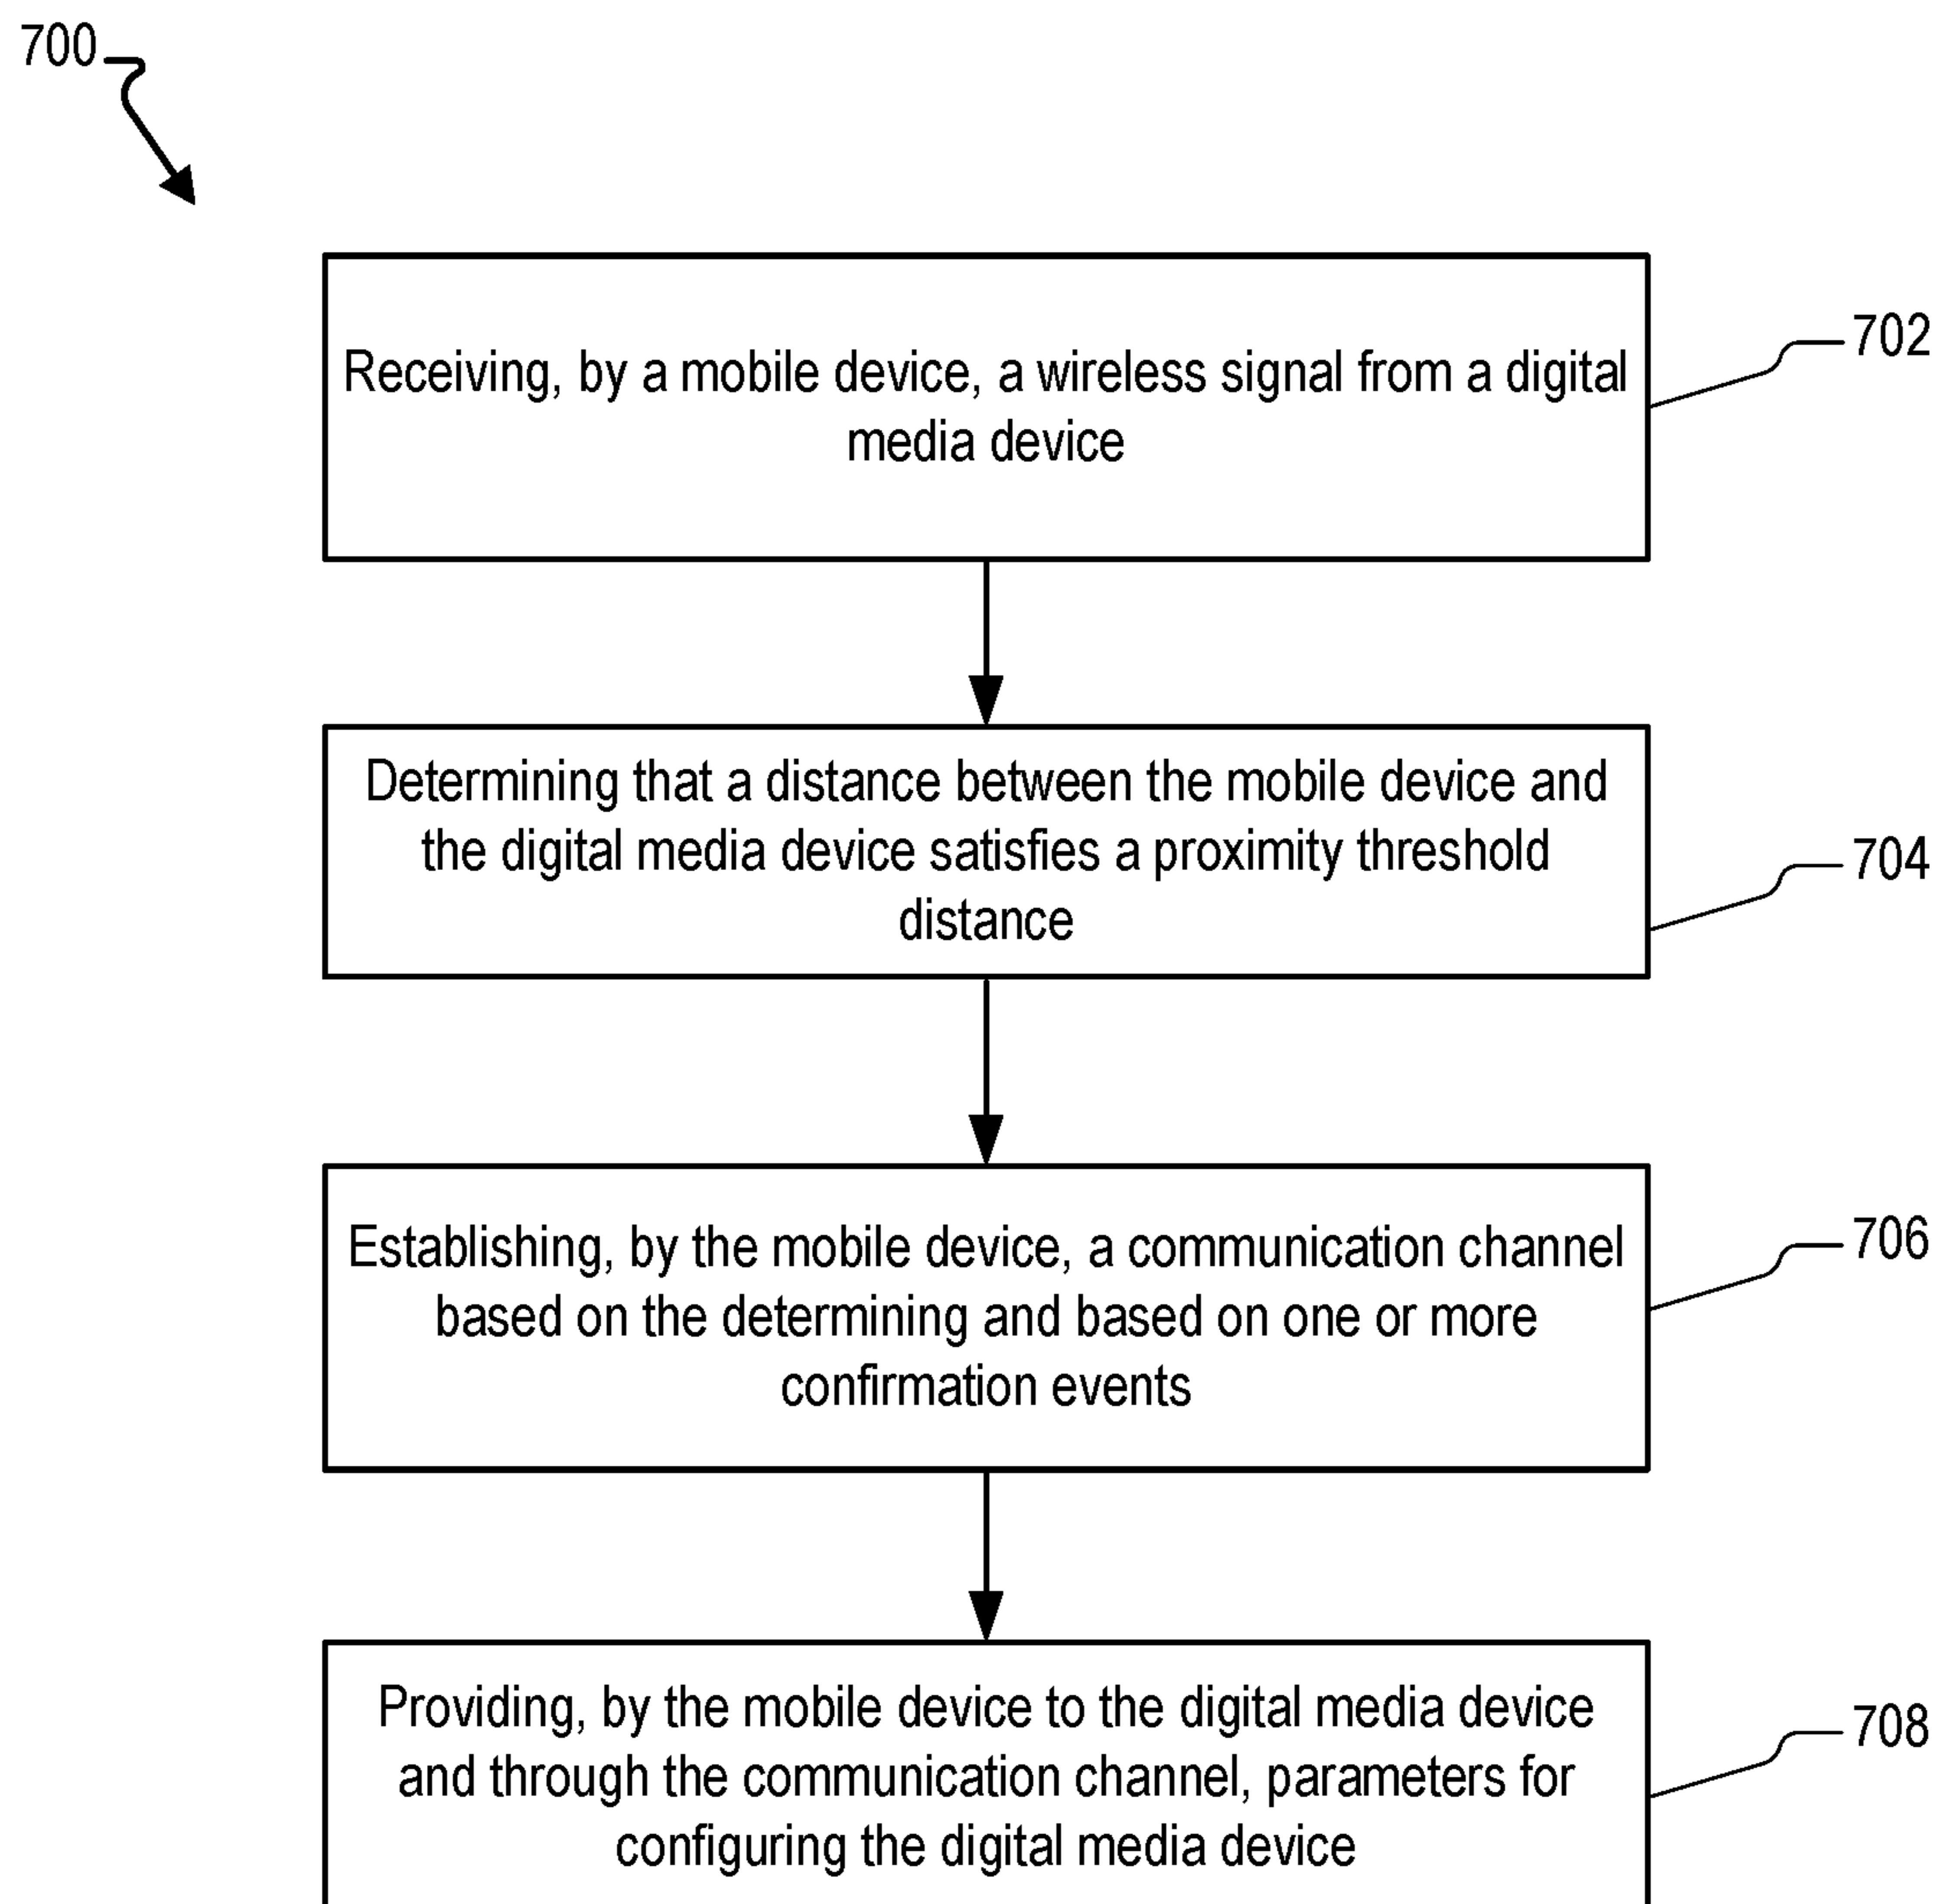 700
Receiving, by a mobile device, a wireless signal from a digital
media device
702
Determining that a distance between the mobile device and
the digital media device satisfies a proximity threshold
distance
704
Establishing, by the mobile device, a communication channel
based on the determining and based on one or more
confirmation events
706
Providing, by the mobile device to the digital media device
and through the communication channel, parameters for
configuring the digital media device
708